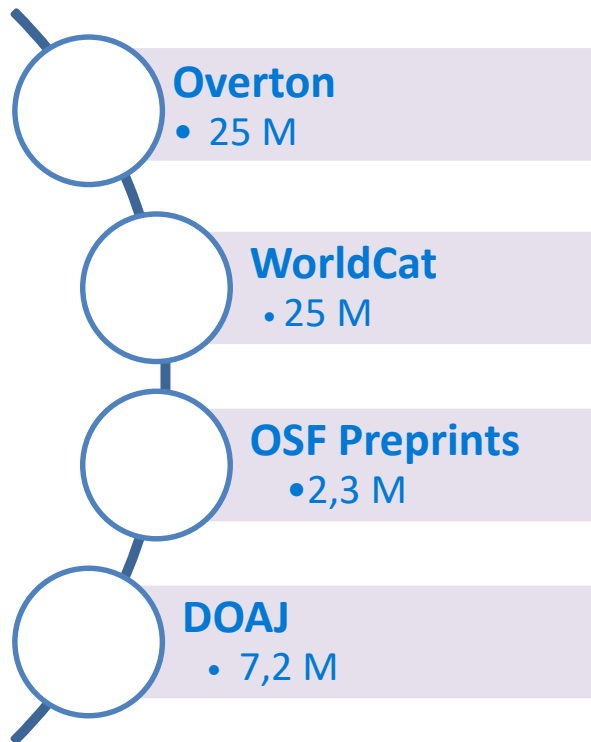 Overton
• 25 M
WorldCat
• 25 M
OSF Preprints
•2,3 M
DOAJ
• 7,2 M